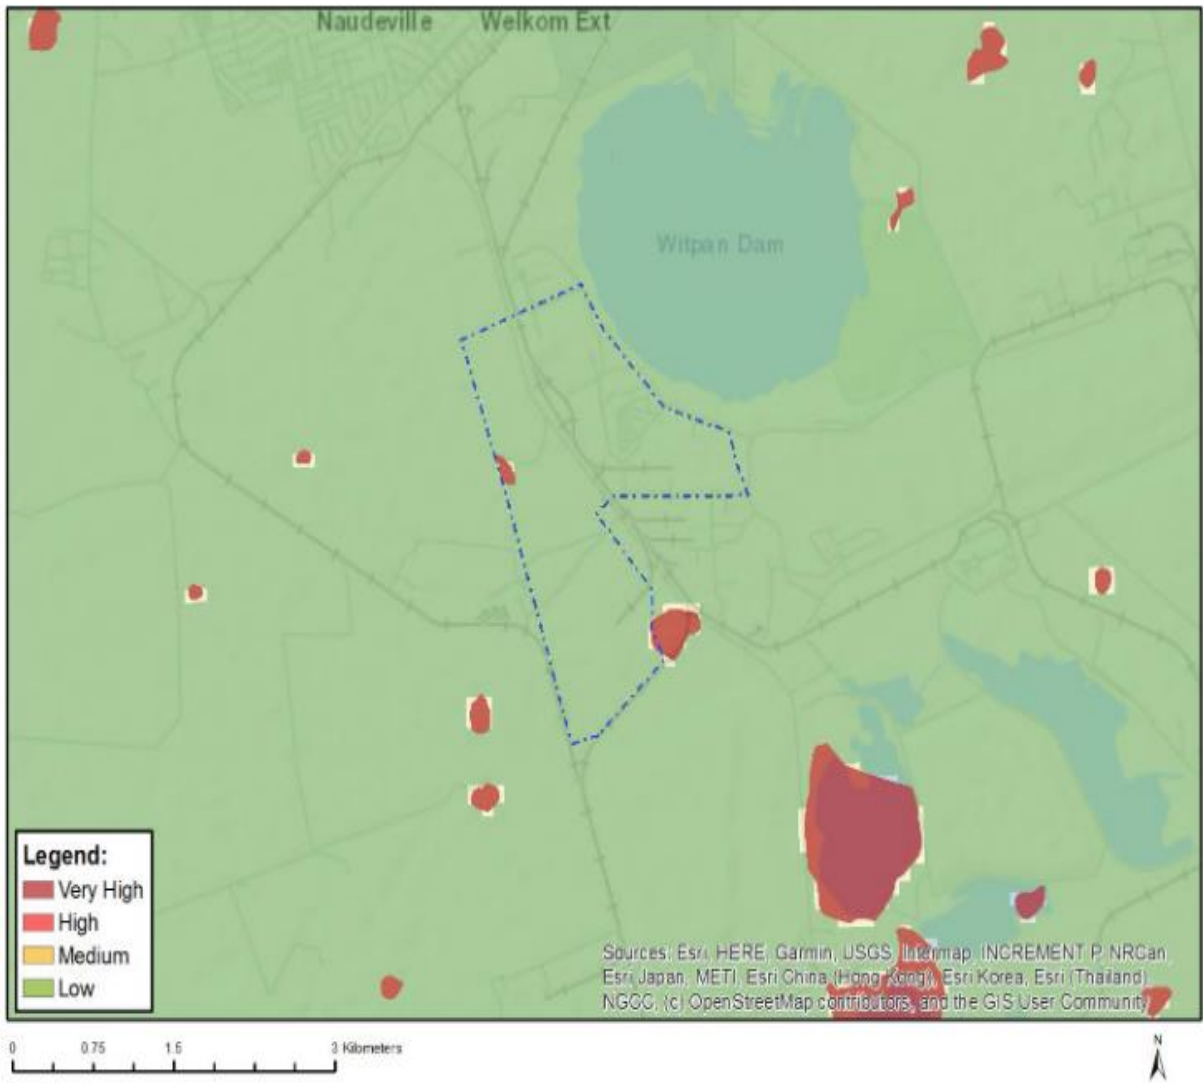 Naudeville Welkom Ext
Witpan Dam
Legend:
Very High
High
Medium
Low
Sources: Esri, HERE, Garmin, USGS, Intermap, INCREMENT P, NRCan,
Esri Japan, METI, Esri China (Hong Kong), Esri Korea, Esri (Thailand),
NGCC, (c) OpenStreetMap contributors, and the GIS User Community
0 0.75 1.5 3 Kilometers
N